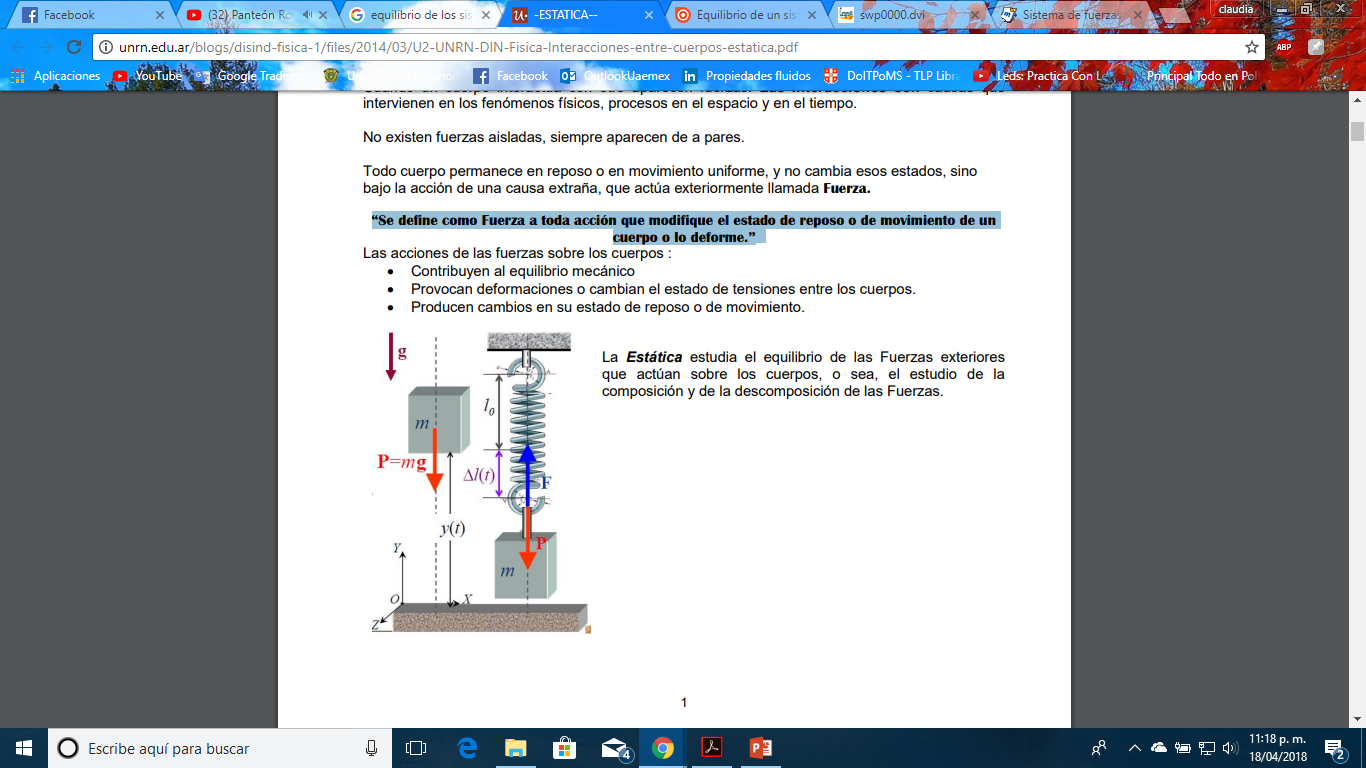 claudia
Facebook
(32) Panteón Ro
equilibrio de los sis
-ESTATICA--
Equilibrio de un sis
swp0000.dvi
Sistema de fuerzas
unrn.edu.ar/blogs/disind-fisica-1/files/2014/03/U2-UNRN-DIN-Fisica-Interacciones-entre-cuerpos-estatica.pdf
ABP
Aplicaciones
YouTube
Google Traductor
Facebook
OutlookUaemex
Propiedades fluidos
DoITPoMS - TLP Libra
Leds: Practica Con Le
Principal Todo en Pol
intervienen en los fenómenos físicos, procesos en el espacio y en el tiempo.
No existen fuerzas aisladas, siempre aparecen de a pares.
Todo cuerpo permanece en reposo o en movimiento uniforme, y no cambia esos estados, sino
bajo la acción de una causa extraña, que actúa exteriormente llamada Fuerza.
“Se define como Fuerza a toda acción que modifique el estado de reposo o de movimiento de un
cuerpo o lo deforme.”
Las acciones de las fuerzas sobre los cuerpos :
• Contribuyen al equilibrio mecánico
• Provocan deformaciones o cambian el estado de tensiones entre los cuerpos.
• Producen cambios en su estado de reposo o de movimiento.
g
m
P=mg
l0
Δl(t)
F
y(t)
P
m
Y
O
X
Z
La Estática estudia el equilibrio de las Fuerzas exteriores
que actúan sobre los cuerpos, o sea, el estudio de la
composición y de la descomposición de las Fuerzas.
1
Escribe aquí para buscar
4
11:18 p. m.
18/04/2018
2